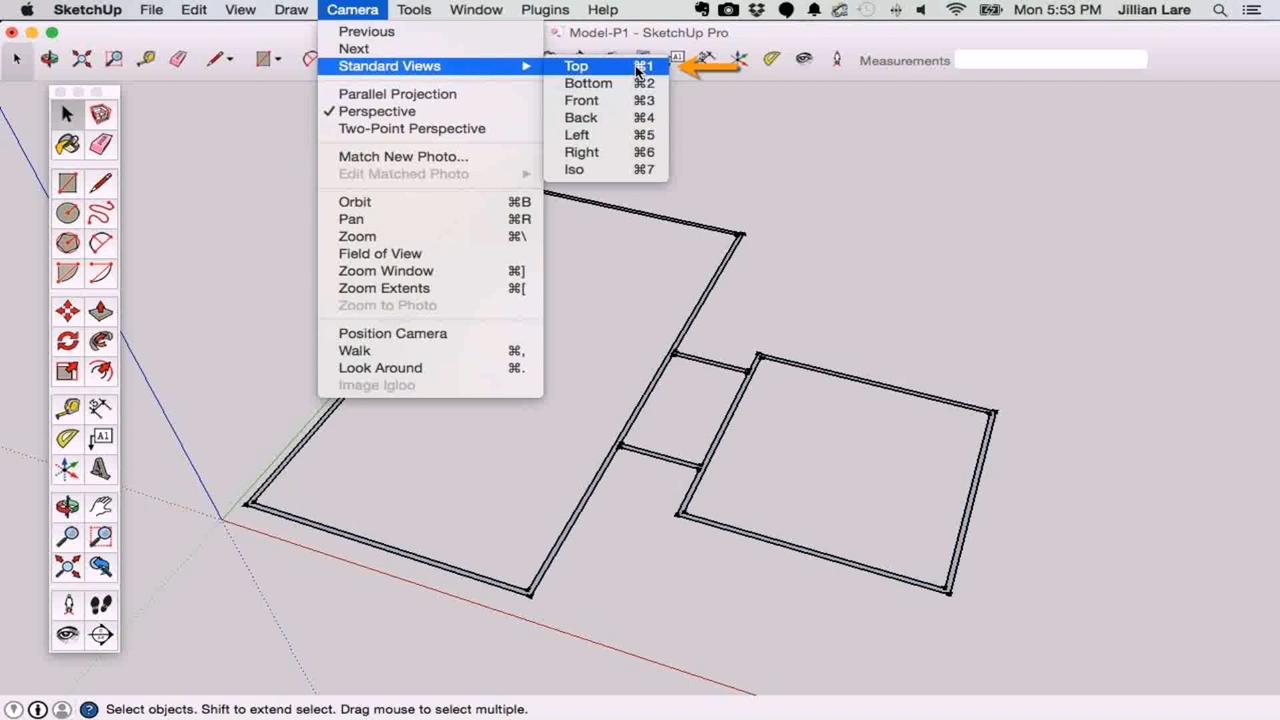 SketchUp File Edit View Draw Camera Tools Window Plugins Help Mon 5:53 PM Jillian Lare
Model-P1 - SketchUp Pro
Measurements
Previous
Next
Standard Views
Parallel Projection
✓ Perspective
Two-Point Perspective
Match New Photo...
Edit Matched Photo
Orbit ⌘B
Pan ⌘R
Zoom ⌘\
Field of View
Zoom Window ⌘]
Zoom Extents ⌘[
Zoom to Photo
Position Camera
Walk ⌘,
Look Around ⌘.
Image Igloo
Top ⌘1
Bottom ⌘2
Front ⌘3
Back ⌘4
Left ⌘5
Right ⌘6
Iso ⌘7
A1
A1
Select objects. Shift to extend select. Drag mouse to select multiple.